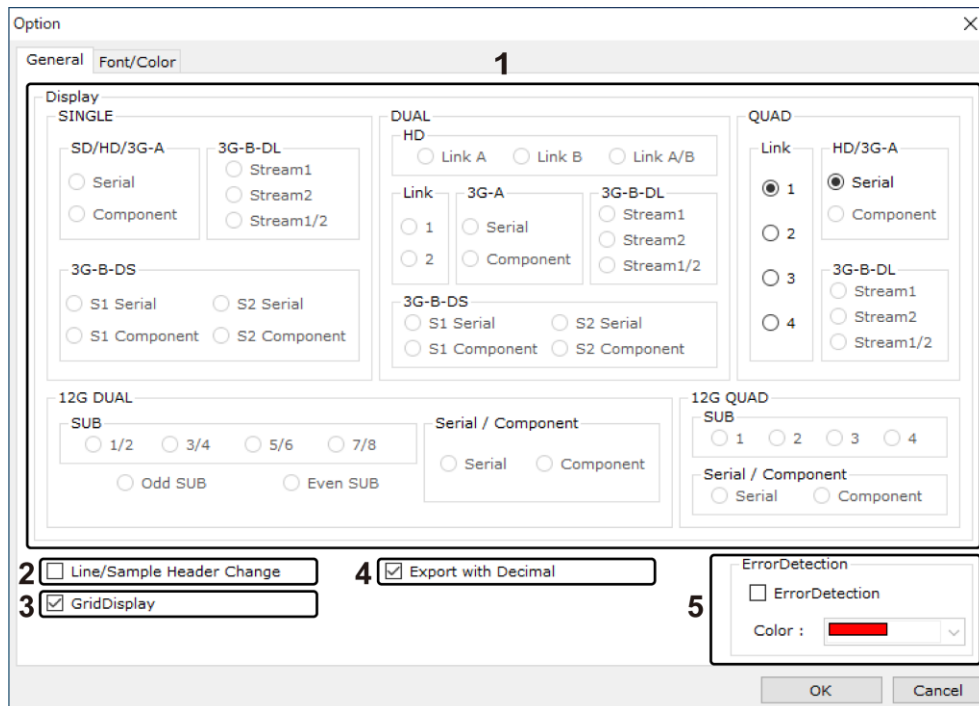 Option
General Font/Color
1
Display
SINGLE
SD/HD/3G-A
Serial
Component
3G-B-DL
Stream1
Stream2
Stream1/2
3G-B-DS
S1 Serial S2 Serial
S1 Component S2 Component
DUAL
HD
Link A Link B Link A/B
Link
1
2
3G-A
Serial
Component
3G-B-DL
Stream1
Stream2
Stream1/2
3G-B-DS
S1 Serial S2 Serial
S1 Component S2 Component
QUAD
Link
1
2
3
4
HD/3G-A
Serial
Component
3G-B-DL
Stream1
Stream2
Stream1/2
12G DUAL
SUB
1/2 3/4 5/6 7/8
Odd SUB Even SUB
Serial / Component
Serial Component
12G QUAD
SUB
1 2 3 4
Serial / Component
Serial Component
2 Line/Sample Header Change
3 GridDisplay
4 Export with Decimal
5
ErrorDetection
ErrorDetection
Color :
OK Cancel